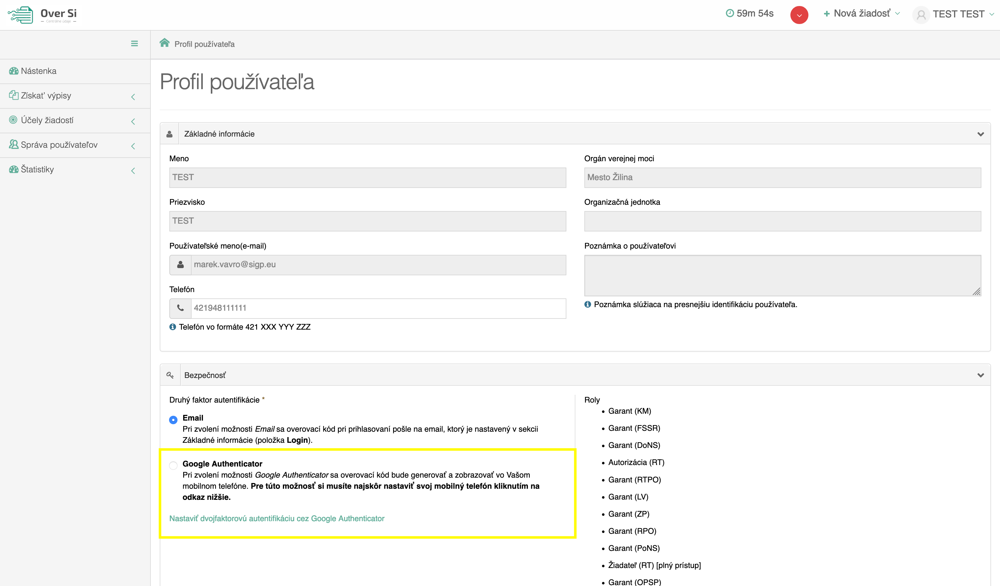 Over Si
Centrálne údaje
59m 54s
Nová žiadosť
TEST TEST
Profil používateľa
Nástenka
Získať výpisy
Účely žiadostí
Správa používateľov
Štatistiky
Profil používateľa
Základné informácie
Meno
TEST
Priezvisko
TEST
Používateľské meno(e-mail)
marek.vavro@sigp.eu
Telefón
421948111111
Telefón vo formáte 421 XXX YYY ZZZ
Orgán verejnej moci
Mesto Žilina
Organizačná jednotka
Poznámka o používateľovi
Poznámka slúžiaca na presnejšiu identifikáciu používateľa.
Bezpečnosť
Druhý faktor autentifikácie *
Email
Pri zvolení možnosti Email sa overovací kód pri prihlasovaní pošle na email, ktorý je nastavený v sekcii
Základné informácie (položka Login).
Google Authenticator
Pri zvolení možnosti Google Authenticator sa overovací kód bude generovať a zobrazovať vo Vašom
mobilnom telefóne. Pre túto možnosť si musíte najskôr nastaviť svoj mobilný telefón kliknutím na
odkaz nižšie.
Nastaviť dvojfaktorovú autentifikáciu cez Google Authenticator
Roly
Garant (KM)
Garant (FSSR)
Garant (DoNS)
Autorizácia (RT)
Garant (RTPO)
Garant (LV)
Garant (ZP)
Garant (RPO)
Garant (PoNS)
Žiadateľ (RT) [plný prístup]
Garant (OPSP)